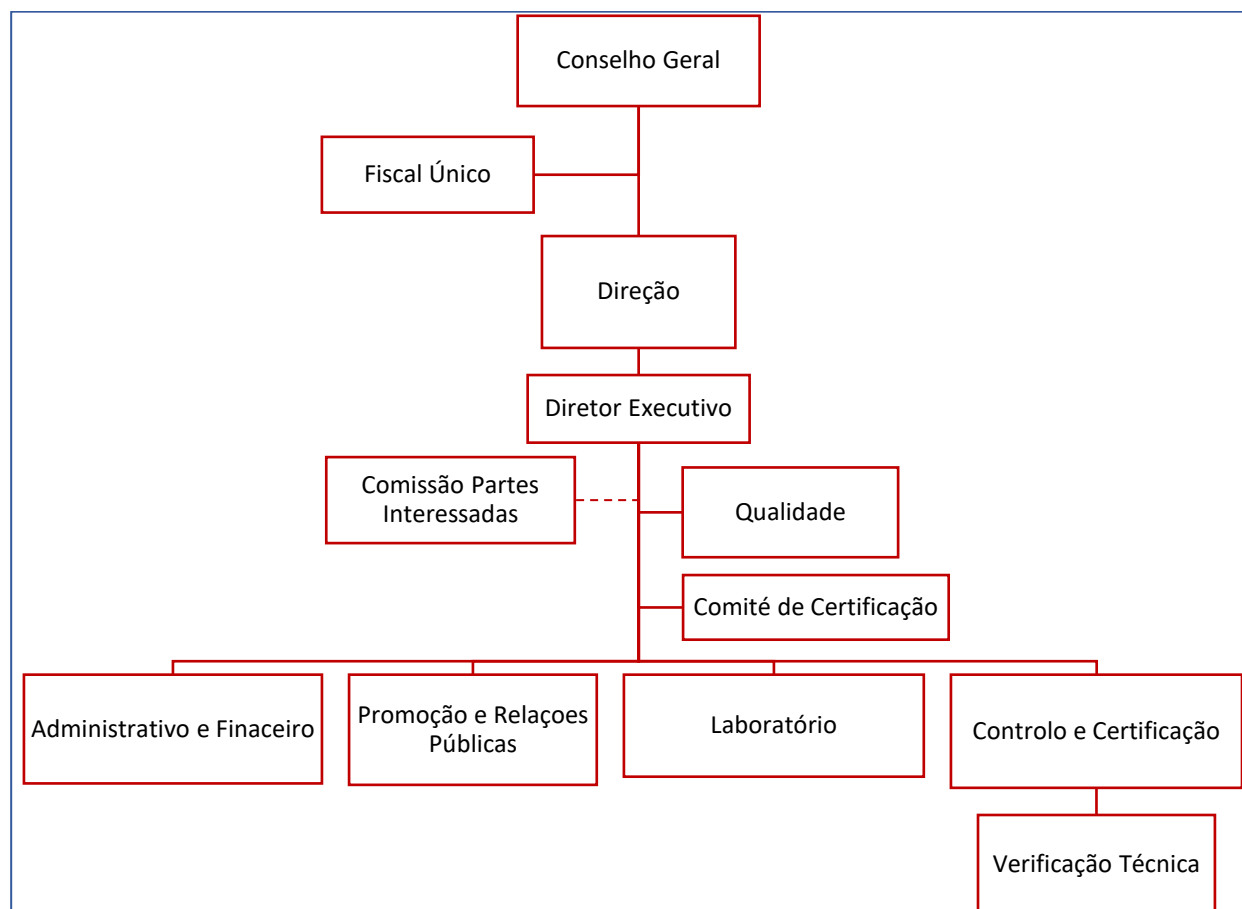 Conselho Geral
Fiscal Único
Direção
Diretor Executivo
Comissão Partes
Interessadas
Qualidade
Comité de Certificação
Administrativo e Finaceiro
Promoção e Relaçoes
Públicas
Laboratório
Controlo e Certificação
Verificação Técnica